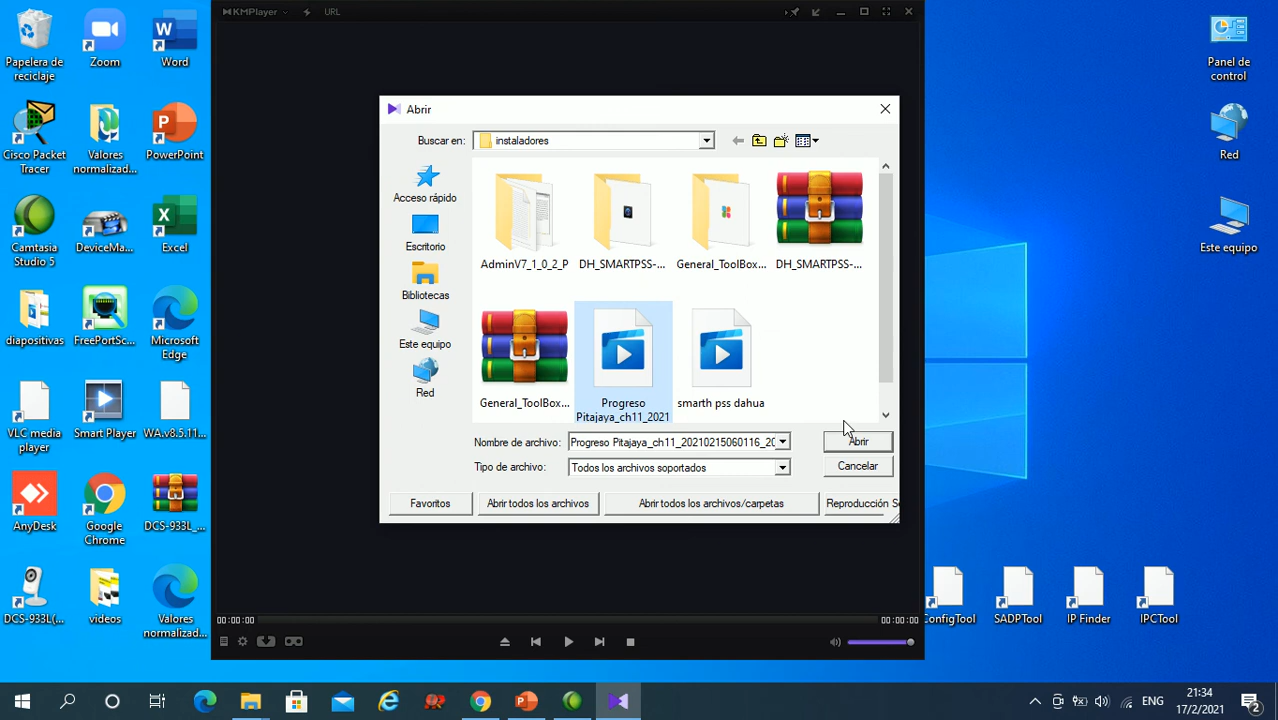 Papelera de
reciclaje
Zoom
Word
Cisco Packet
Tracer
Valores
normalizad...
PowerPoint
Camtasia
Studio 5
DeviceMa...
Excel
diapositivas
FreePortSc...
Microsoft
Edge
VLC media
player
Smart Player
WA.v8.5.11...
AnyDesk
Google
Chrome
DCS-933L_...
DCS-933L(...
videos
Valores
normalizad...
KMPlayer
URL
Abrir
Buscar en:
instaladores
Acceso rápido
Escritorio
Bibliotecas
Este equipo
Red
AdminV7_1_0_2_P
DH_SMARTPSS-...
General_ToolBox...
DH_SMARTPSS-...
General_ToolBox...
Progreso
Pitajaya_ch11_2021
smarth pss dahua
Nombre de archivo:
Progreso Pitajaya_ch11_20210215060116_20
Abrir
Tipo de archivo:
Todos los archivos soportados
Cancelar
Favoritos
Abrir todos los archivos
Abrir todos los archivos/carpetas
Reproducción S
00:00:00
00:00:00
Panel de
control
Red
Este equipo
ConfigTool
SADPTool
IP Finder
IPCTool
ENG
21:34
17/2/2021
2